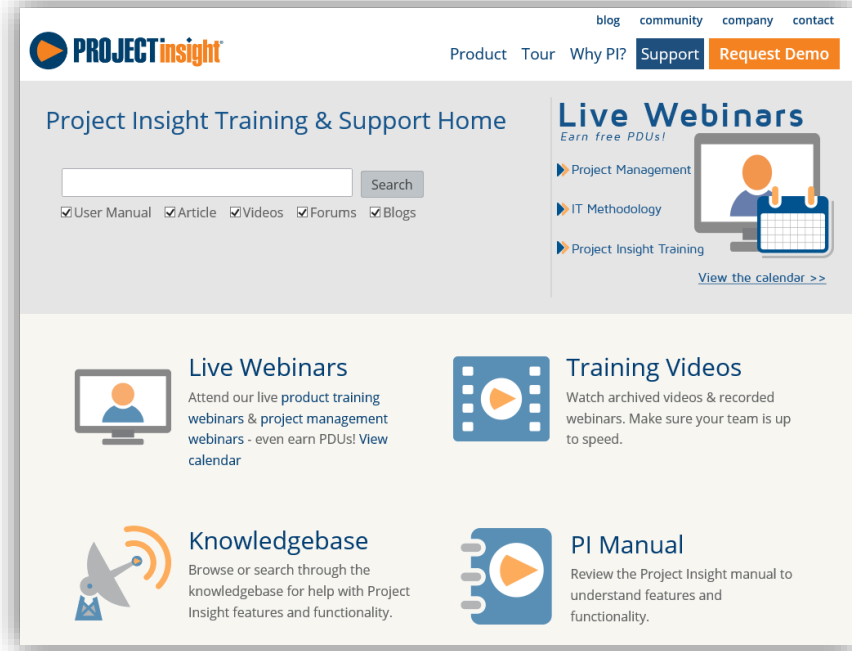 blog community company contact
PROJECT insight
Product Tour Why PI? Support Request Demo
Project Insight Training & Support Home
Search
User Manual Article Videos Forums Blogs
Live Webinars
Earn free PDUs!
Project Management
IT Methodology
Project Insight Training
View the calendar >>
Live Webinars
Attend our live product training
webinars & project management
webinars - even earn PDUs! View
calendar
Training Videos
Watch archived videos & recorded
webinars. Make sure your team is up
to speed.
Knowledgebase
Browse or search through the
knowledgebase for help with Project
Insight features and functionality.
PI Manual
Review the Project Insight manual to
understand features and
functionality.